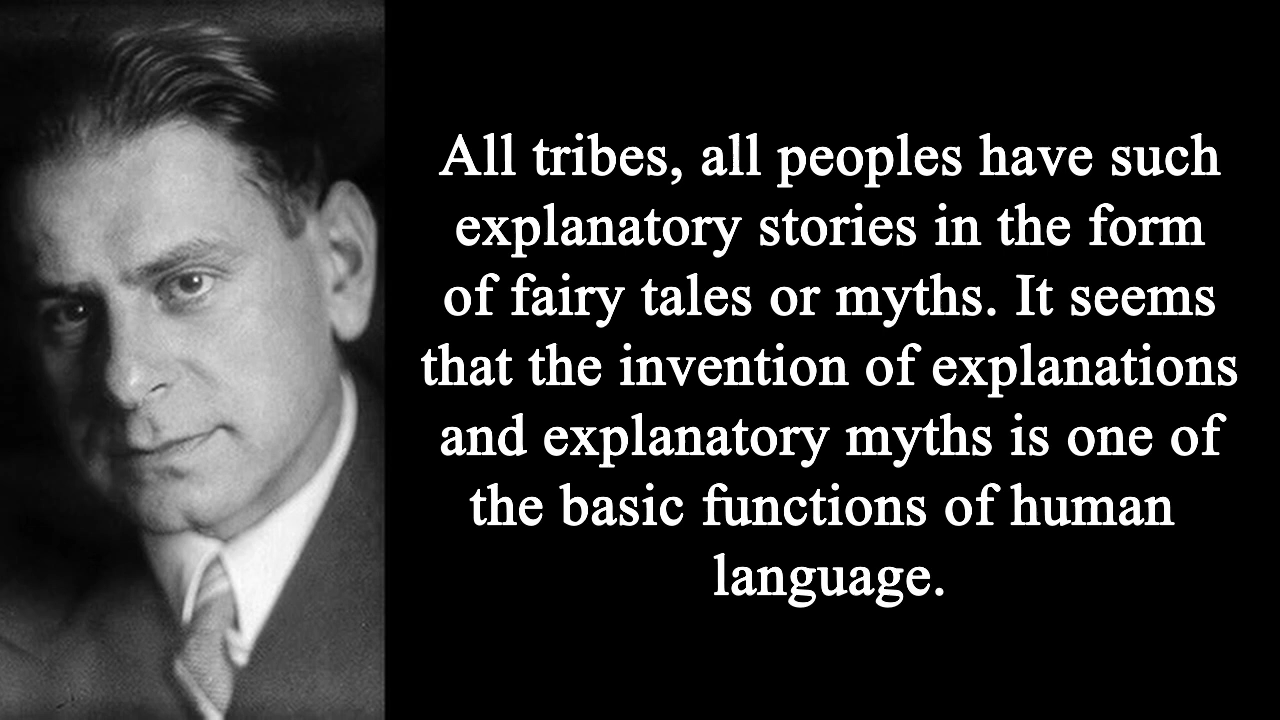 All tribes, all peoples have such
explanatory stories in the form
of fairy tales or myths. It seems
that the invention of explanations
and explanatory myths is one of
the basic functions of human
language.